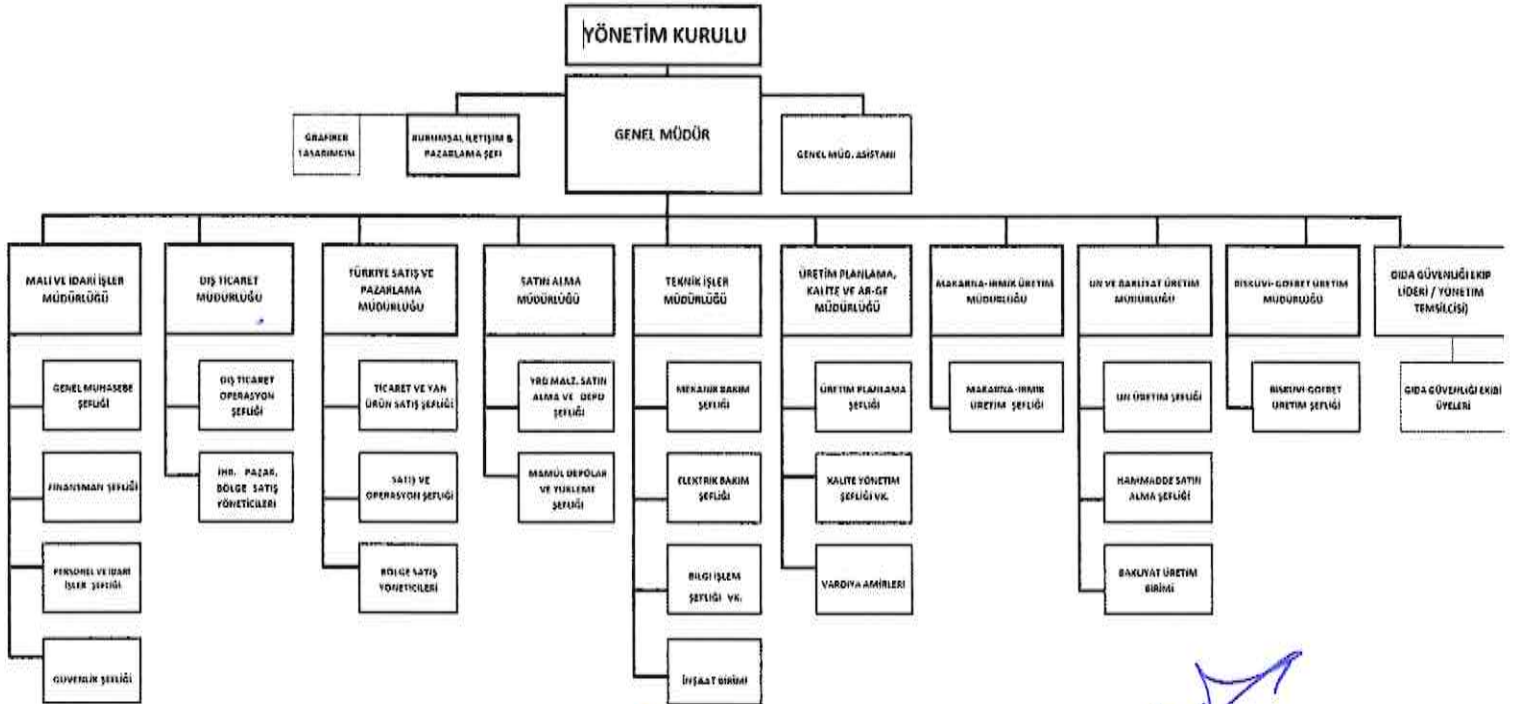 YÖNETİM KURULU
GENEL MÜDÜR
GRAFİKER
TASARIMCISI
KURUMSAL İLETİŞİM &
PAZARLAMA ŞEFİ
GENEL MÜD. ASİSTANI
MALİ VE İDARİ İŞLER
MÜDÜRLÜĞÜ
DIŞ TİCARET
MÜDÜRLÜĞÜ
TÜRKİYE SATIŞ VE
PAZARLAMA
MÜDÜRLÜĞÜ
SATIN ALMA
MÜDÜRLÜĞÜ
TEKNİK İŞLER
MÜDÜRLÜĞÜ
ÜRETİM PLANLAMA,
KALİTE VE AR-GE
MÜDÜRLÜĞÜ
MAKARNA-İRMİK ÜRETİM
MÜDÜRLÜĞÜ
UN VE BAKLİYAT ÜRETİM
MÜDÜRLÜĞÜ
BİSKÜVİ-GOFRET ÜRETİM
MÜDÜRLÜĞÜ
GIDA GÜVENLİĞİ EKİP
LİDERİ / YÖNETİM
TEMSİLCİSİ)
GENEL MUHASEBE
ŞEFLİĞİ
DIŞ TİCARET
OPERASYON
ŞEFLİĞİ
TİCARET VE YAN
ÜRÜN SATIŞ ŞEFLİĞİ
YRD MALZ. SATIN
ALMA VE DEPO
ŞEFLİĞİ
MEKANİK BAKIM
ŞEFLİĞİ
ÜRETİM PLANLAMA
ŞEFLİĞİ
MAKARNA-İRMİK
ÜRETİM ŞEFLİĞİ
UN ÜRETİM ŞEFLİĞİ
BİSKÜVİ-GOFRET
ÜRETİM ŞEFLİĞİ
GIDA GÜVENLİĞİ EKİBİ
ÜYELERİ
FİNANSMAN ŞEFLİĞİ
İHR. PAZAR.
BÖLGE SATIŞ
YÖNETİCİLERİ
SATIŞ VE
OPERASYON ŞEFLİĞİ
MAMÜL DEPOLAR
VE YÜKLEME
ŞEFLİĞİ
ELEKTRİK BAKIM
ŞEFLİĞİ
KALİTE YÖNETİM
ŞEFLİĞİ VK.
HAMMADDE SATIN
ALMA ŞEFLİĞİ
PERSONEL VE İDARİ
İŞLER ŞEFLİĞİ
BÖLGE SATIŞ
YÖNETİCİLERİ
BİLGİ İŞLEM
ŞEFLİĞİ VK.
VARDİYA AMİRLERİ
BAKLİYAT ÜRETİM
BİRİMİ
GÜVENLİK ŞEFLİĞİ
İNŞAAT BİRİMİ